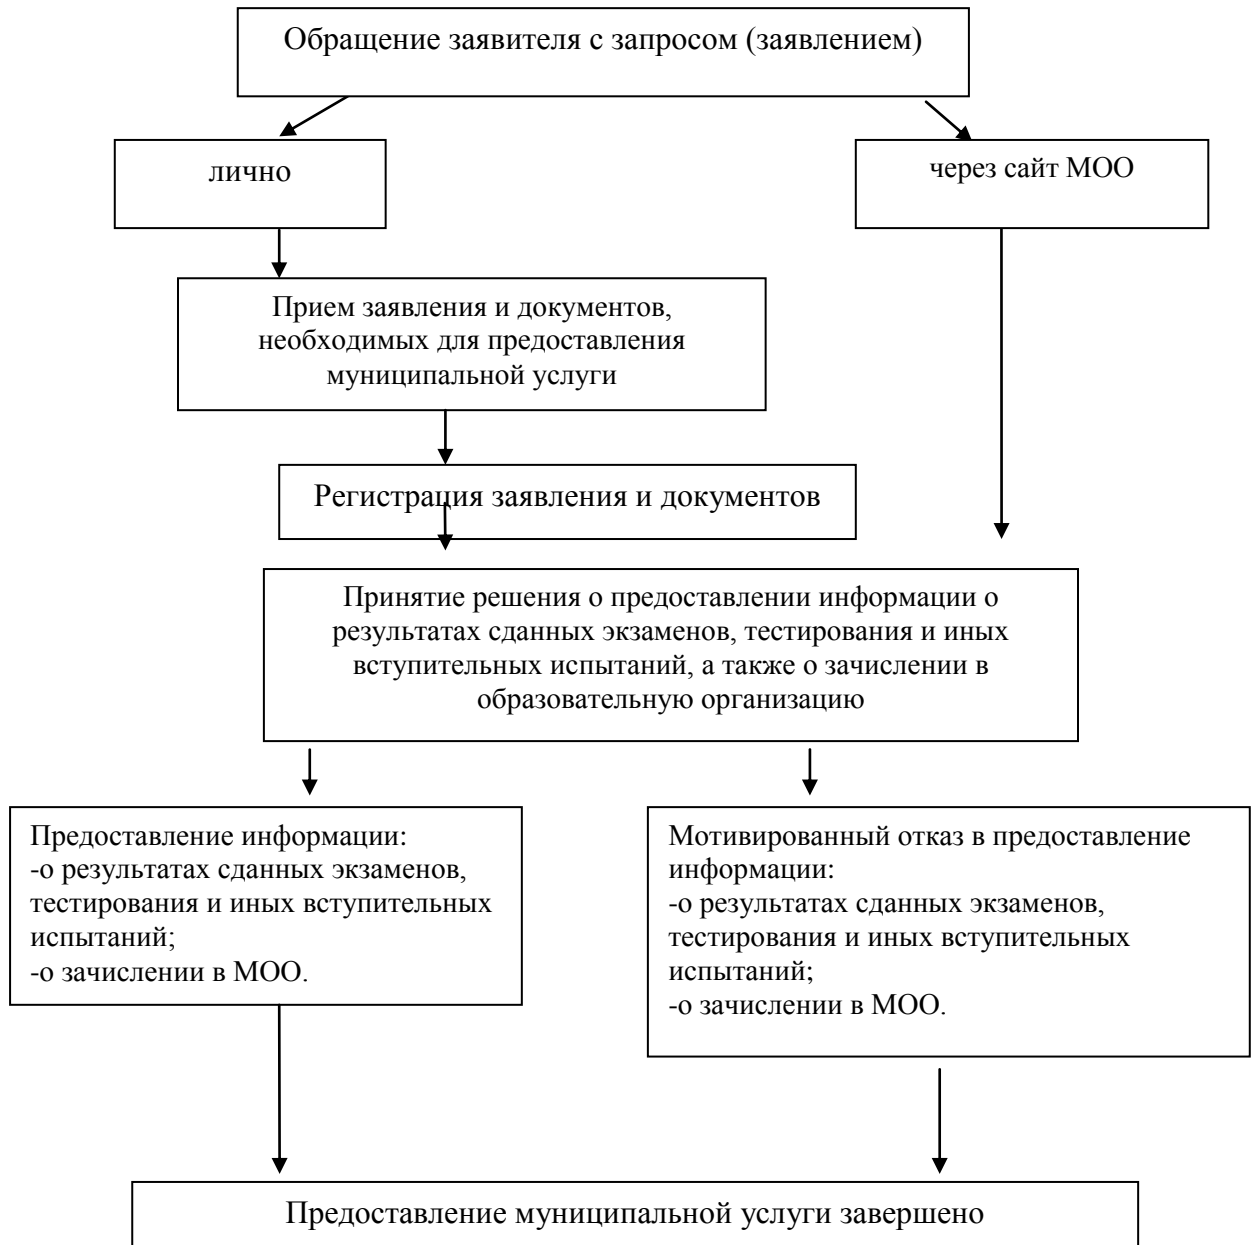 Обращение заявителя с запросом (заявлением)
лично
через сайт МОО
Прием заявления и документов,
необходимых для предоставления
муниципальной услуги
Регистрация заявления и документов
Принятие решения о предоставлении информации о
результатах сданных экзаменов, тестирования и иных
вступительных испытаний, а также о зачислении в
образовательную организацию
Предоставление информации:
-о результатах сданных экзаменов,
тестирования и иных вступительных
испытаний;
-о зачислении в МОО.
Мотивированный отказ в предоставление
информации:
-о результатах сданных экзаменов,
тестирования и иных вступительных
испытаний;
-о зачислении в МОО.
Предоставление муниципальной услуги завершено